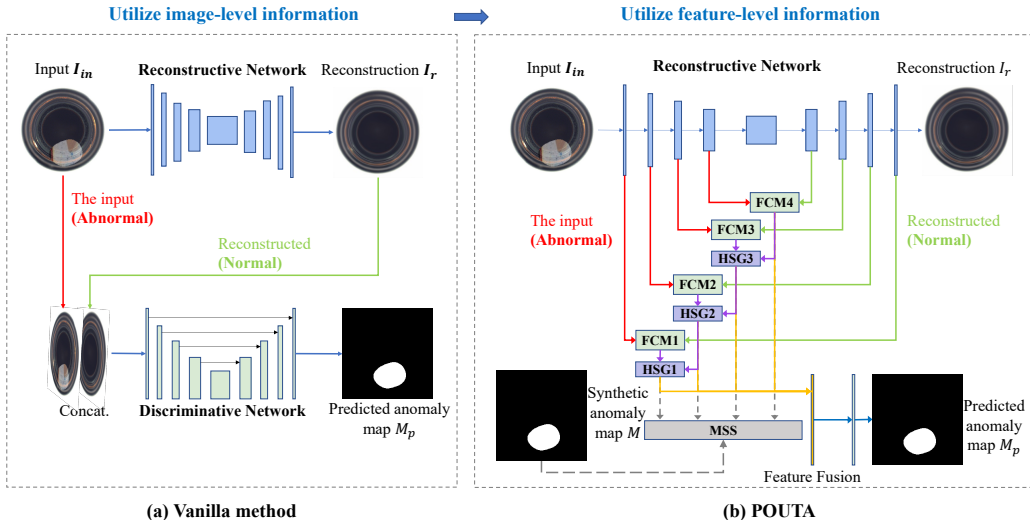 Utilize image-level information
Utilize feature-level information
Input I_in
Reconstructive Network
Reconstruction I_r
The input
(Abnormal)
Reconstructed
(Normal)
Concat.
Discriminative Network
Predicted anomaly
map M_p
(a) Vanilla method
Input I_in
Reconstructive Network
Reconstruction I_r
The input
(Abnormal)
Reconstructed
(Normal)
FCM4
FCM3
HSG3
FCM2
HSG2
FCM1
HSG1
Synthetic
anomaly
map M
MSS
Feature Fusion
Predicted
anomaly
map M_p
(b) POUTA